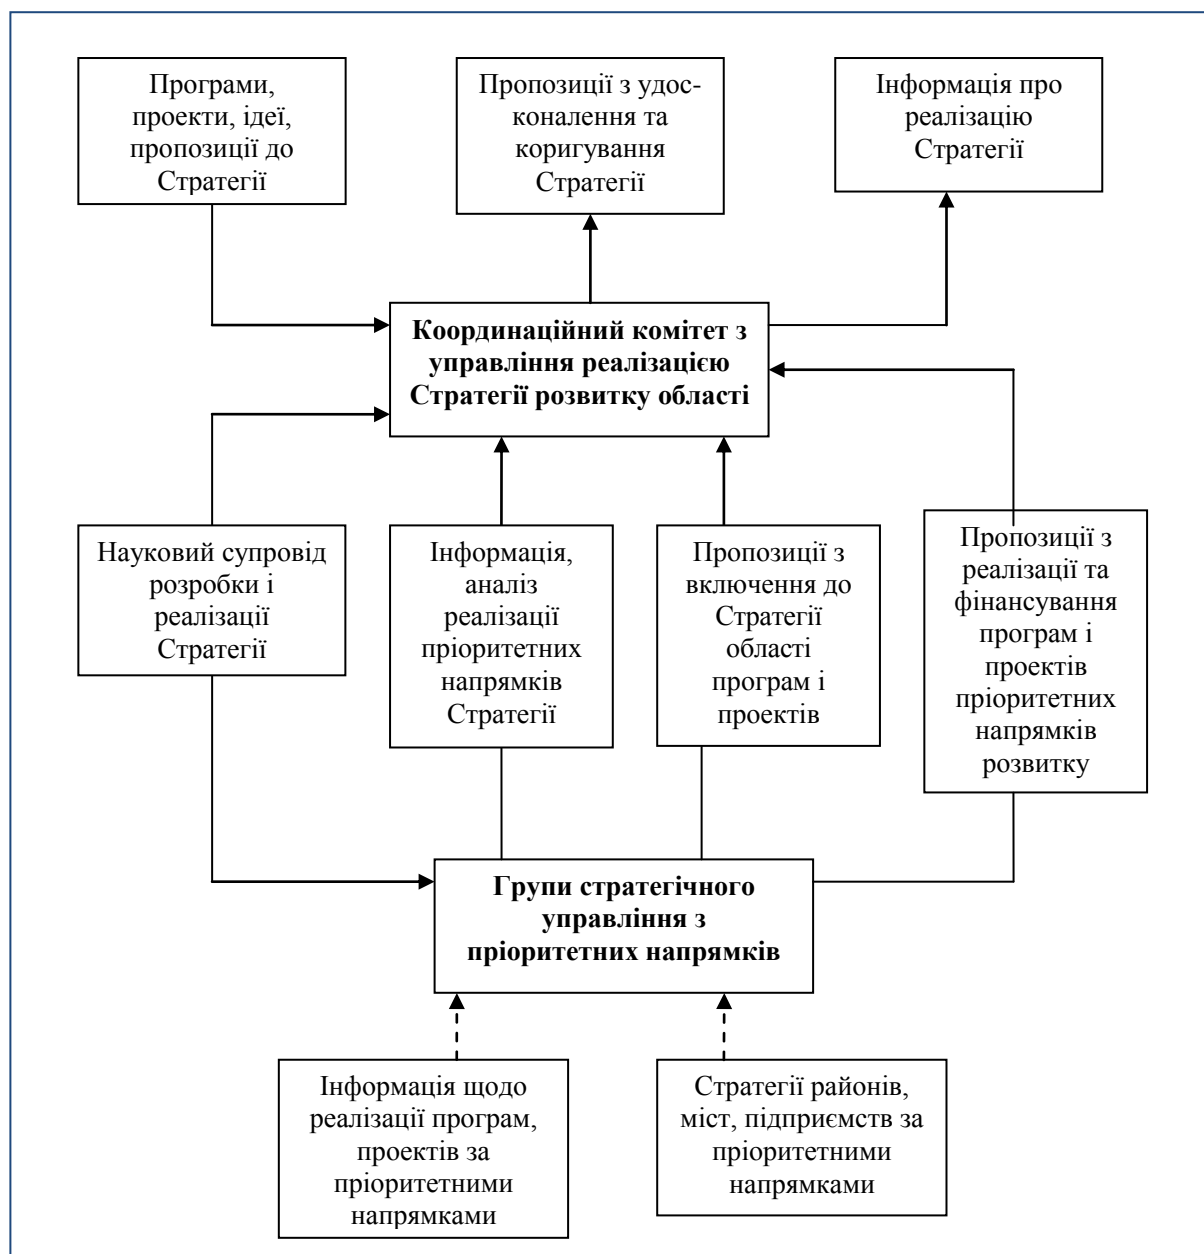 Програми,
проекти, ідеї,
пропозиції до
Стратегії
Пропозиції з удос-
коналення та
коригування
Стратегії
Інформація про
реалізацію
Стратегії
Координаційний комітет з
управління реалізацією
Стратегії розвитку області
Науковий супровід
розробки і
реалізації
Стратегії
Інформація,
аналіз
реалізації
пріоритетних
напрямків
Стратегії
Пропозиції з
включення до
Стратегії
області
програм і
проектів
Пропозиції з
реалізації та
фінансування
програм і
проектів
пріоритетних
напрямків
розвитку
Групи стратегічного
управління з
пріоритетних напрямків
Інформація щодо
реалізації програм,
проектів за
пріоритетними
напрямками
Стратегії районів,
міст, підприємств за
пріоритетними
напрямками